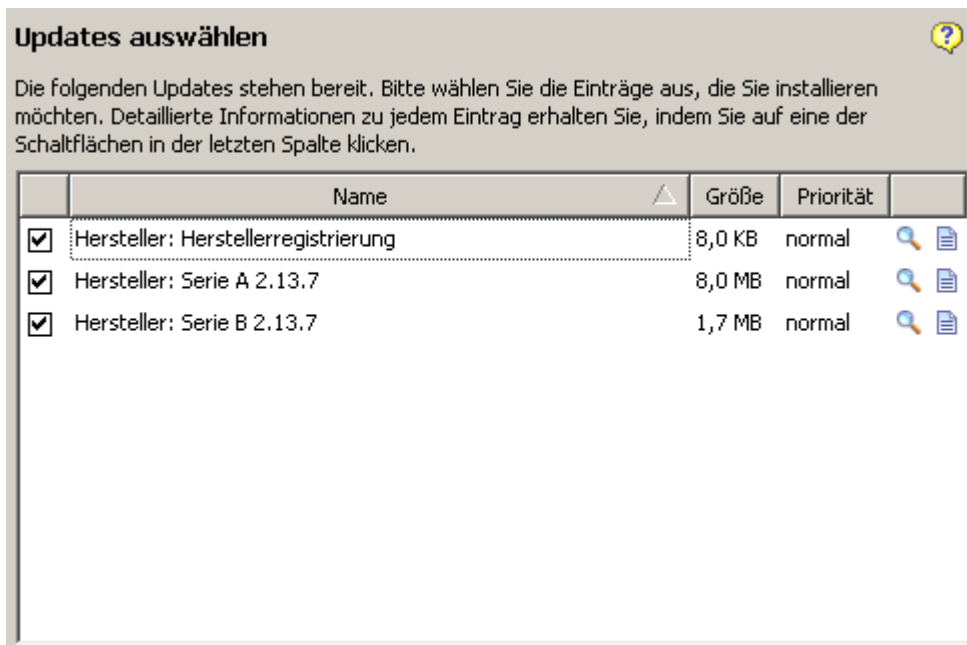 Updates auswählen
Die folgenden Updates stehen bereit. Bitte wählen Sie die Einträge aus, die Sie installieren
möchten. Detaillierte Informationen zu jedem Eintrag erhalten Sie, indem Sie auf eine der
Schaltflächen in der letzten Spalte klicken.
Name Größe Priorität
Hersteller: Herstellerregistrierung 8,0 KB normal
Hersteller: Serie A 2.13.7 8,0 MB normal
Hersteller: Serie B 2.13.7 1,7 MB normal